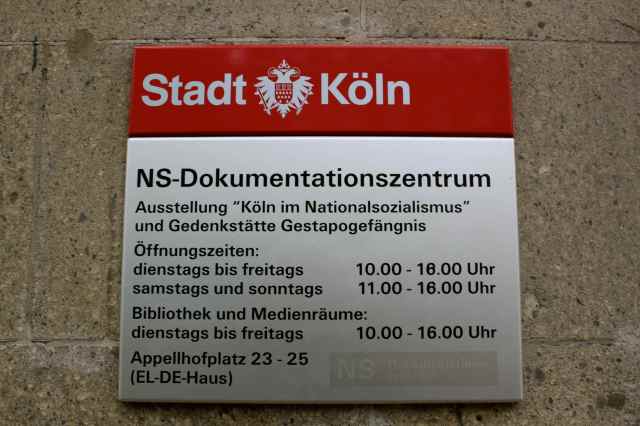 Stadt Köln
NS-Dokumentationszentrum
Ausstellung "Köln im Nationalsozialismus"
und Gedenkstätte Gestapogefängnis
Öffnungszeiten:
dienstags bis freitags 10.00 - 16.00 Uhr
samstags und sonntags 11.00 - 16.00 Uhr
Bibliothek und Medienräume:
dienstags bis freitags 10.00 - 16.00 Uhr
Appellhofplatz 23 - 25
(EL-DE-Haus)
NS